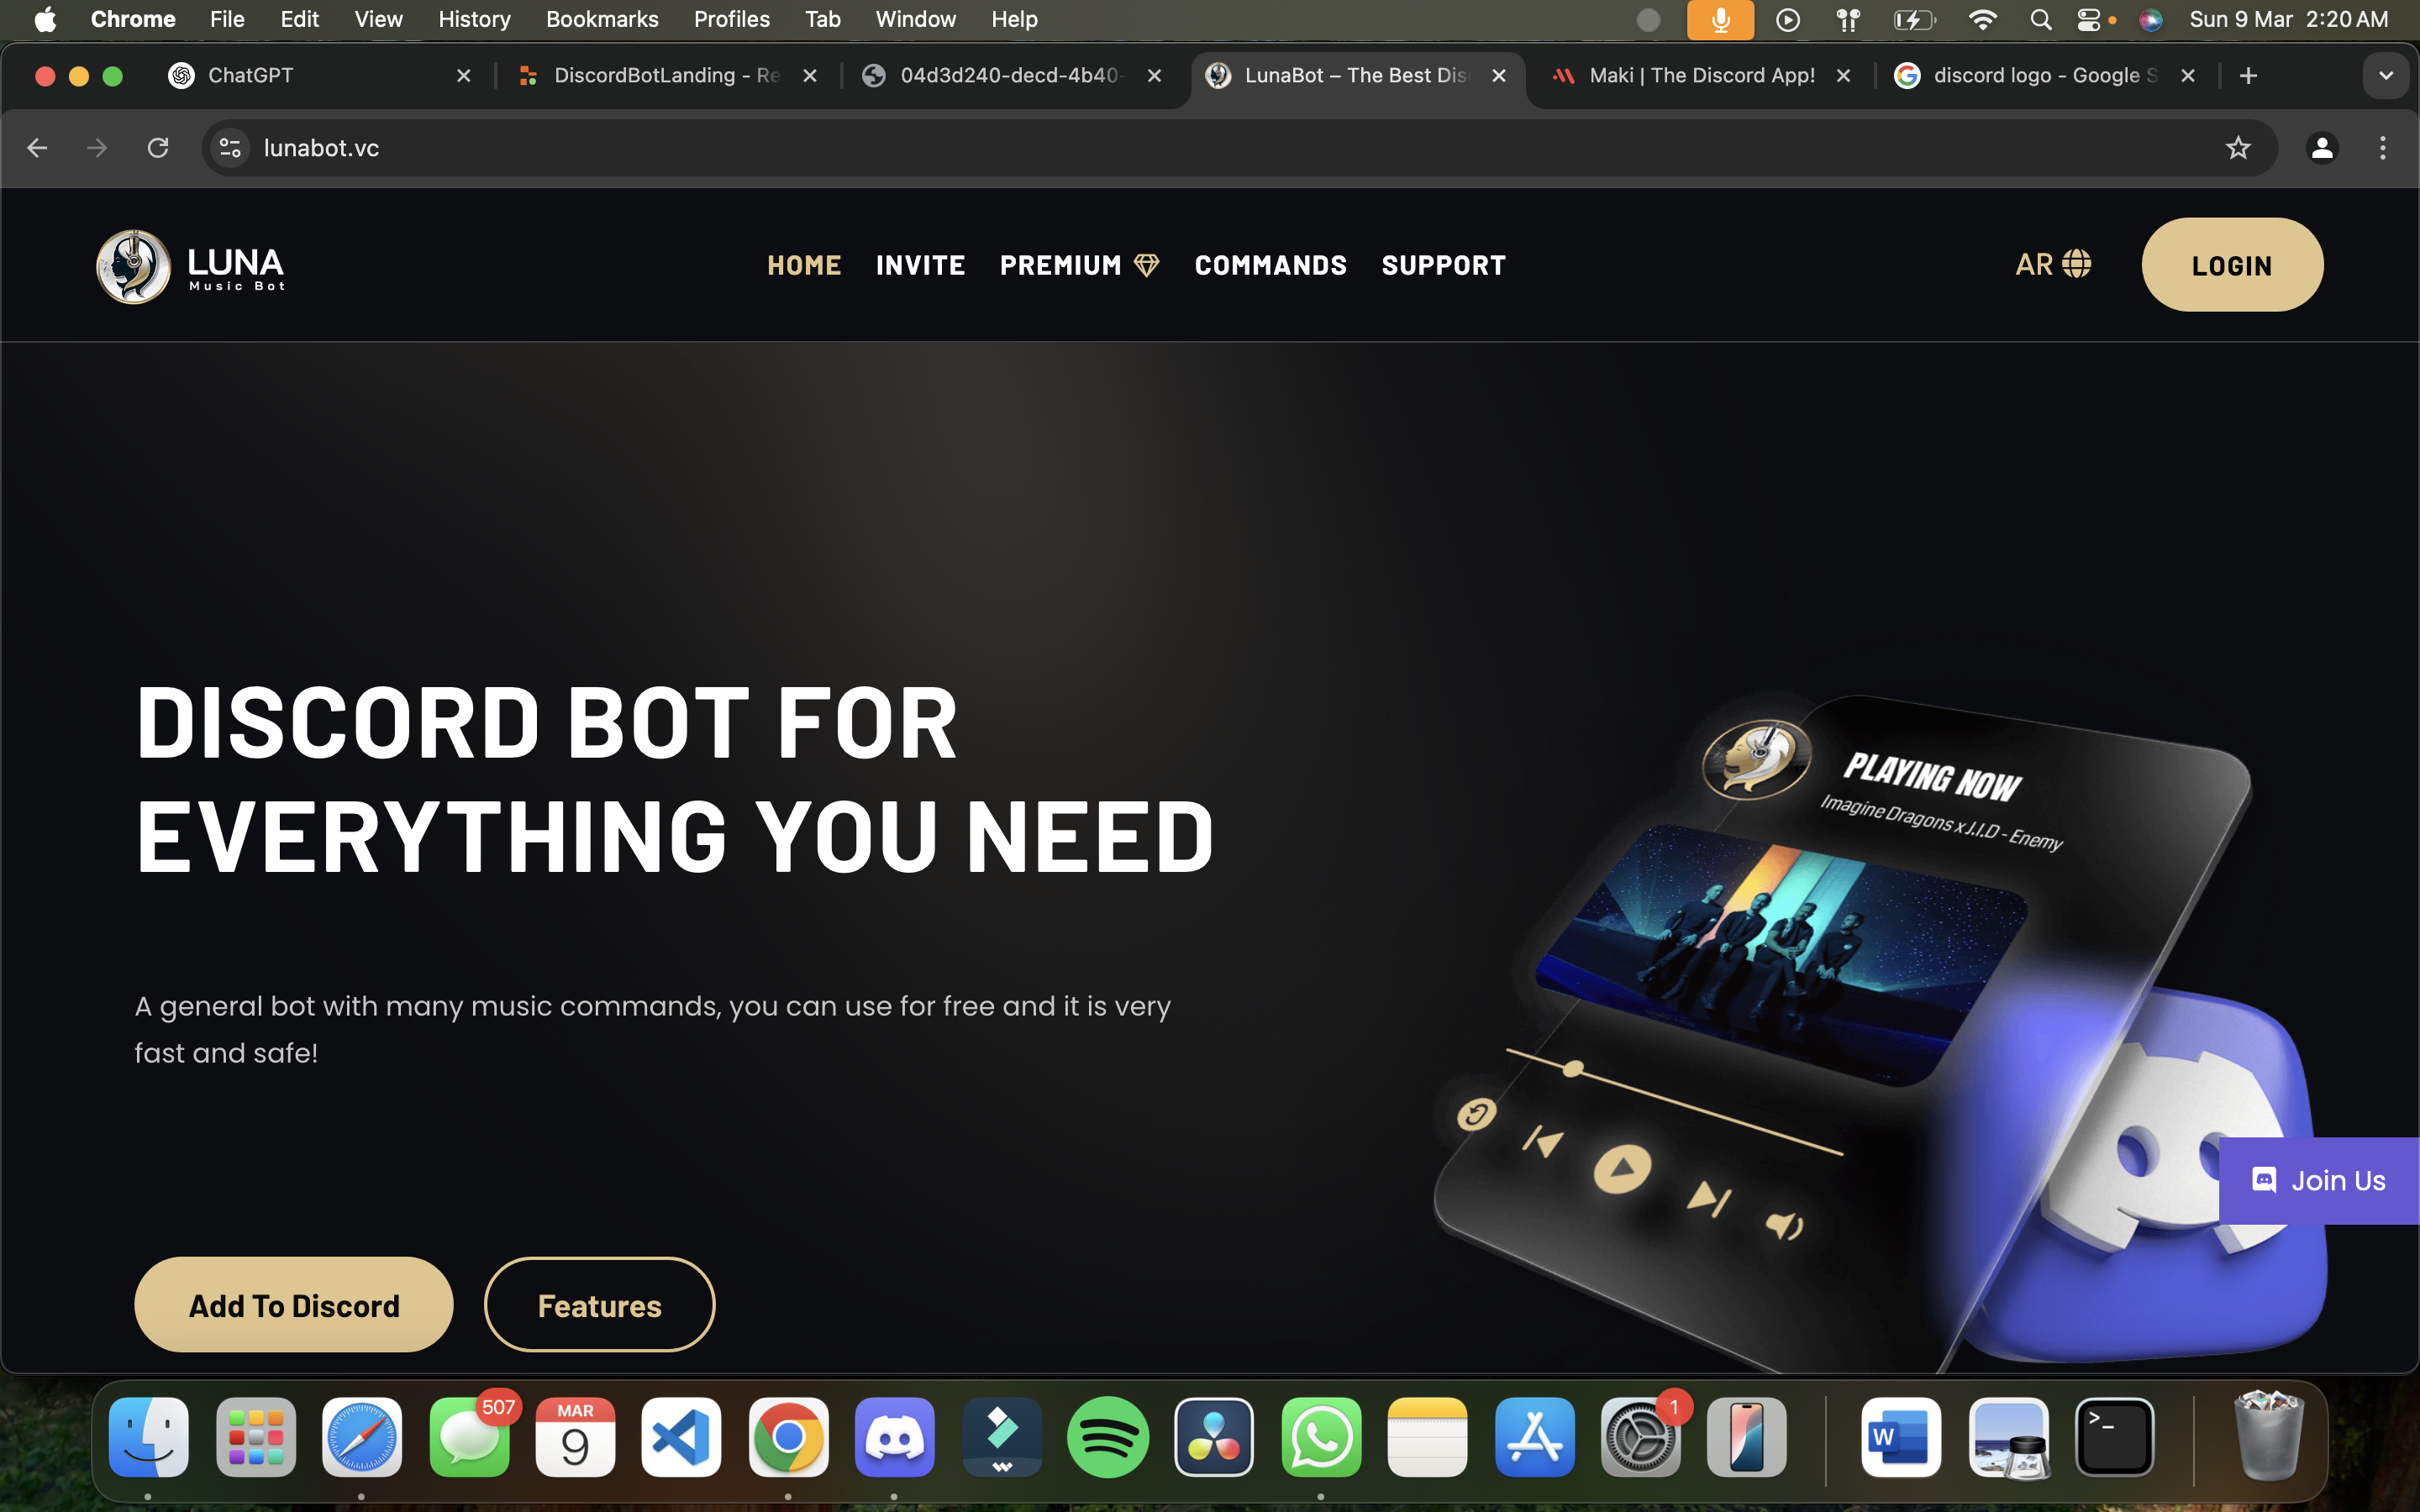 Chrome File Edit View History Bookmarks Profiles Tab Window Help Sun 9 Mar 2:20 AM
ChatGPT DiscordBotLanding - Re 04d3d240-decd-4b40- LunaBot – The Best Dis Maki | The Discord App! discord logo - Google S
lunabot.vc
LUNA
Music Bot
HOME INVITE PREMIUM COMMANDS SUPPORT
AR
LOGIN
DISCORD BOT FOR
EVERYTHING YOU NEED
A general bot with many music commands, you can use for free and it is very
fast and safe!
Add To Discord
Features
PLAYING NOW
Imagine Dragons x J.I.D - Enemy
Join Us
507
MAR
9
1
W
>_